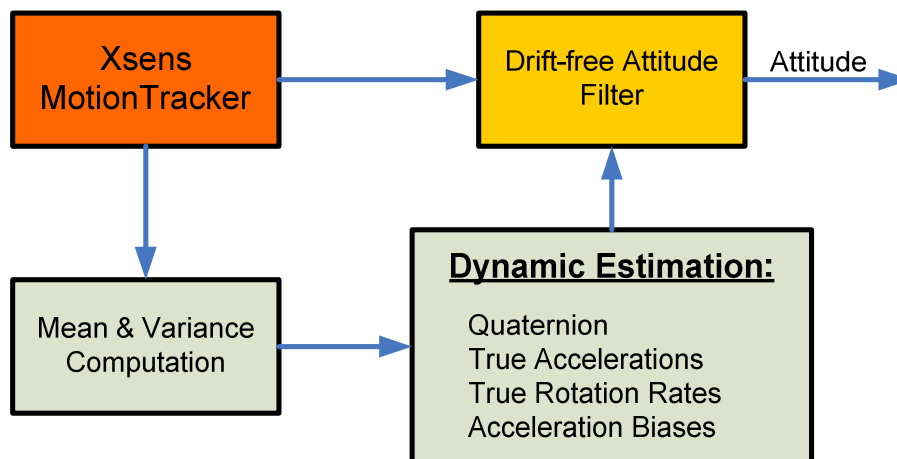 Xsens
MotionTracker
Drift-free Attitude
Filter
Attitude
Mean & Variance
Computation
Dynamic Estimation:
Quaternion
True Accelerations
True Rotation Rates
Acceleration Biases